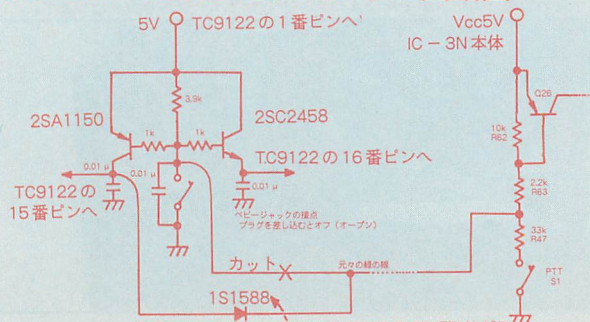 5V TC9122の1番ピンへ
Vcc5V
IC－3N本体
3.9k
Q26
2SA1150
2SC2458
1k
1k
10k
R62
0.01μ
0.01μ
TC9122の16番ピンへ
0.01μ
TC9122の
15番ピンへ
2.2k
R63
ベビージャックの接点
プラグを差し込むとオフ（オープン）
33k
R47
カット
元々の緑の線
PTT
S1
1S1588